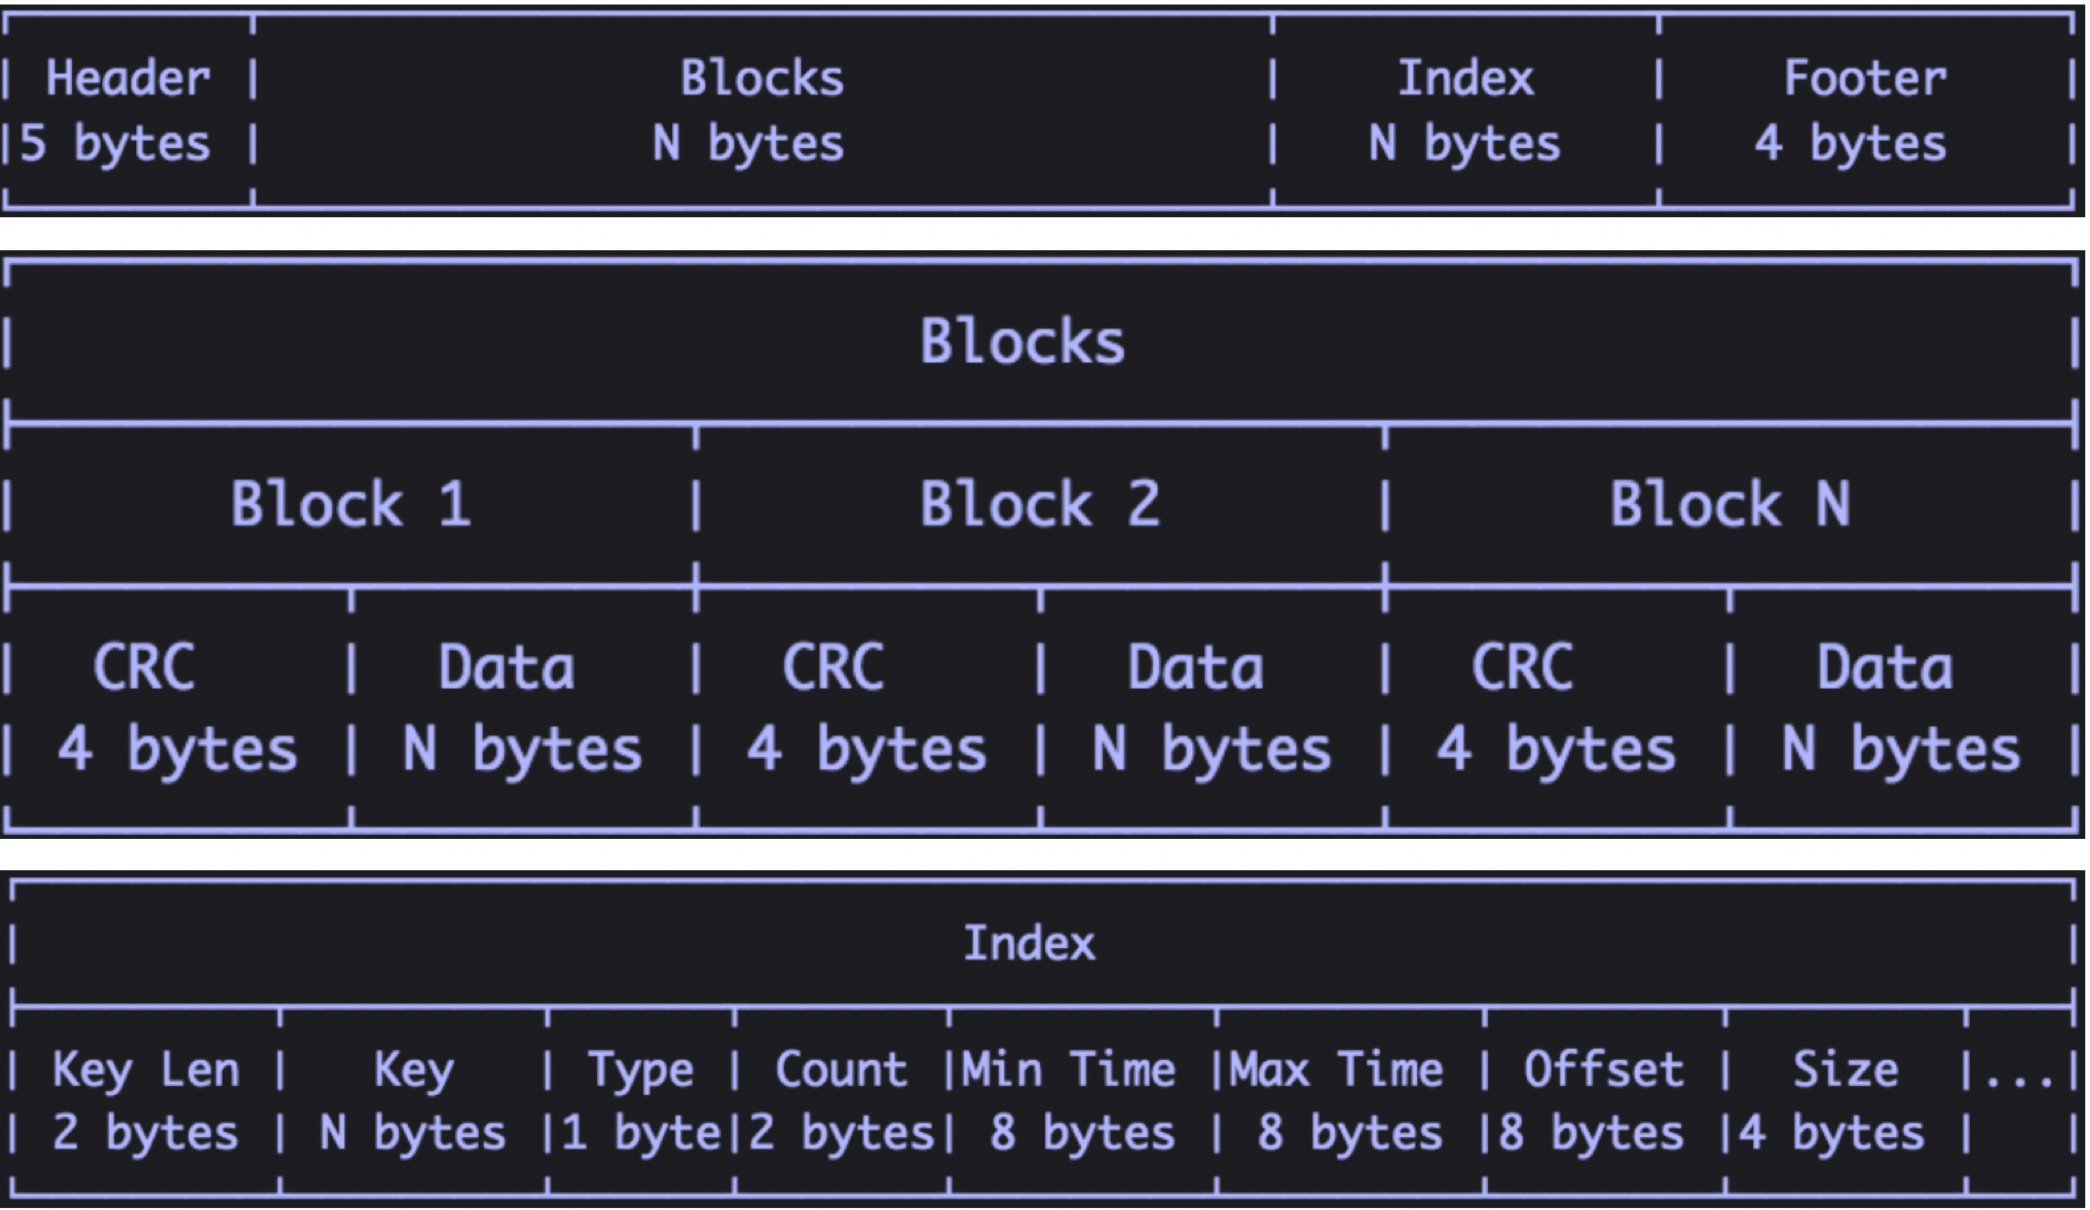 Header Blocks Index Footer
5 bytes N bytes N bytes 4 bytes
Blocks
Block 1 Block 2 Block N
CRC Data CRC Data CRC Data
4 bytes N bytes 4 bytes N bytes 4 bytes N bytes
Index
Key Len Key Type Count Min Time Max Time Offset Size ...
2 bytes N bytes 1 byte 2 bytes 8 bytes 8 bytes 8 bytes 4 bytes